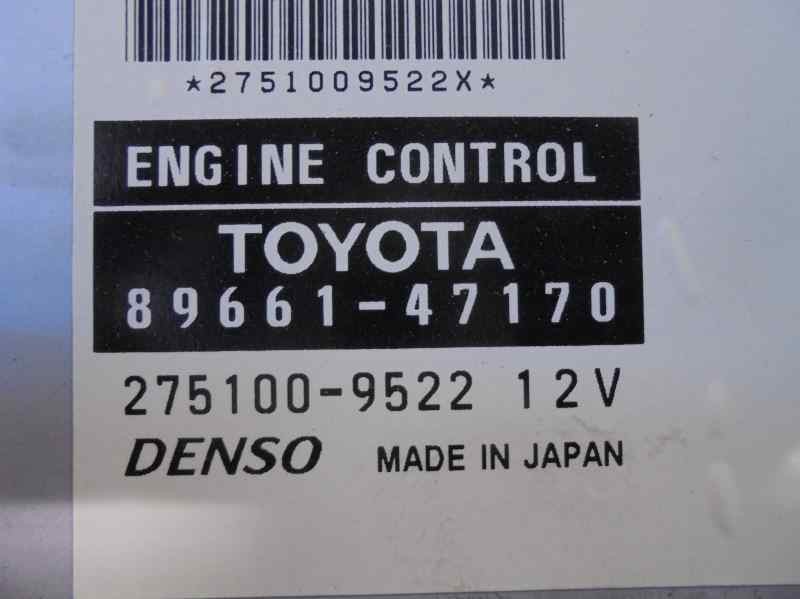 *2751009522X*
ENGINE CONTROL
TOYOTA
89661-47170
275100-9522 12V
DENSO MADE IN JAPAN